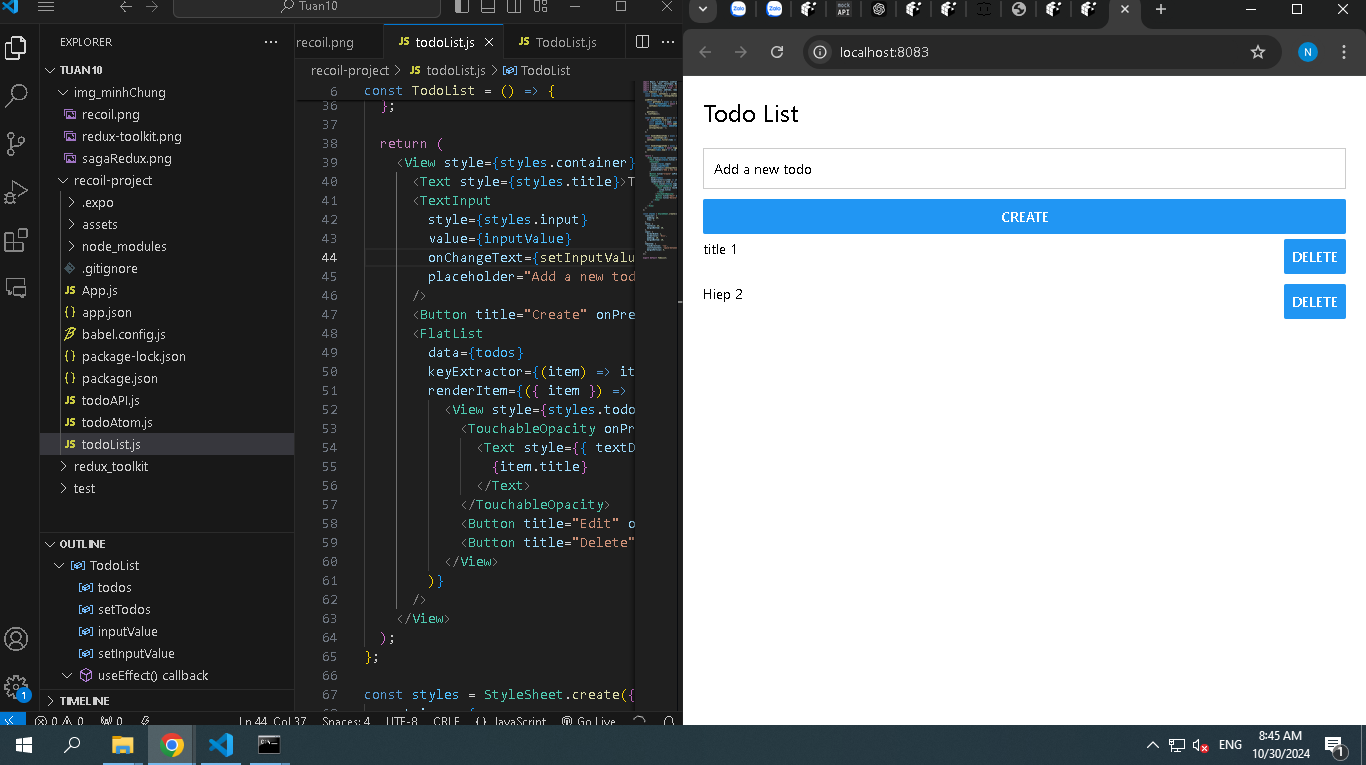 Tuan10
EXPLORER
TUAN10
img_minhChung
recoil.png
redux-toolkit.png
sagaRedux.png
recoil-project
.expo
assets
node_modules
.gitignore
App.js
app.json
babel.config.js
package-lock.json
package.json
todoAPI.js
todoAtom.js
todoList.js
redux_toolkit
test
OUTLINE
TodoList
todos
setTodos
inputValue
setInputValue
useEffect() callback
TIMELINE
recoil.png
JS todoList.js
JS TodoList.js
recoil-project > JS todoList.js > TodoList
6 const TodoList = () => {
36 };
37
38 return (
39 <View style={styles.container}
40 <Text style={styles.title}>T
41 <TextInput
42 style={styles.input}
43 value={inputValue}
44 onChangeText={setInputValu
45 placeholder="Add a new tod
46 />
47 <Button title="Create" onPre
48 <FlatList
49 data={todos}
50 keyExtractor={(item) => it
51 renderItem={({ item }) =>
52 <View style={styles.todo
53 <TouchableOpacity onPr
54 <Text style={{ textD
55 {item.title}
56 </Text>
57 </TouchableOpacity>
58 <Button title="Edit" o
59 <Button title="Delete"
60 </View>
61 )}
62 />
63 </View>
64 );
65 };
66
67 const styles = StyleSheet.create({
0 0 0
Ln 44, Col 37 Spaces: 4 UTF-8 CRLF {} JavaScript Go Live
1
Zalo
Zalo
mock
API
localhost:8083
N
Todo List
Add a new todo
CREATE
title 1
DELETE
Hiep 2
DELETE
ENG
8:45 AM
10/30/2024
1